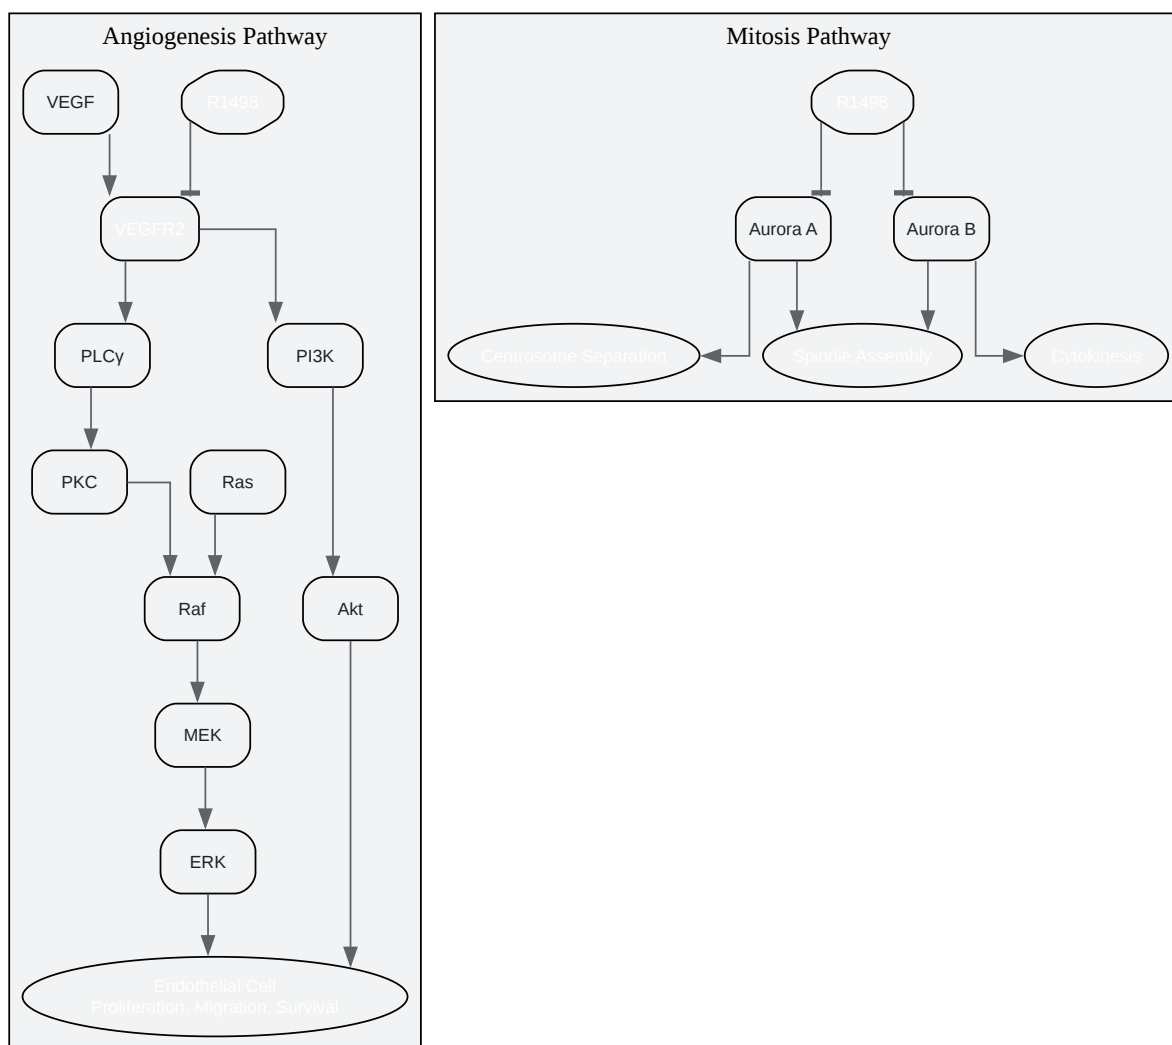 Angiogenesis Pathway
VEGF
R1498
VEGFR2
PLCγ
PI3K
PKC
Ras
Raf
Akt
MEK
ERK
Endothelial Cell
Proliferation, Migration, Survival
Mitosis Pathway
R1498
Aurora A
Aurora B
Centrosome Separation
Spindle Assembly
Cytokinesis